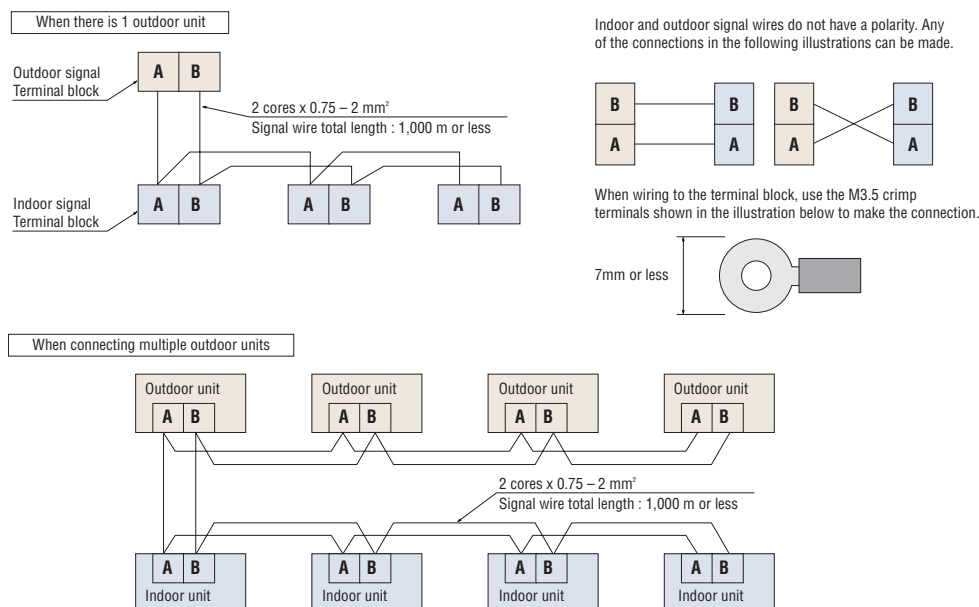 When there is 1 outdoor unit
Outdoor signal
Terminal block
A B
2 cores x 0.75 – 2 mm²
Signal wire total length : 1,000 m or less
Indoor signal
Terminal block
A B A B A B
Indoor and outdoor signal wires do not have a polarity. Any
of the connections in the following illustrations can be made.
B B B B
A A A A
When wiring to the terminal block, use the M3.5 crimp
terminals shown in the illustration below to make the connection.
7mm or less
When connecting multiple outdoor units
Outdoor unit Outdoor unit Outdoor unit Outdoor unit
A B A B A B A B
2 cores x 0.75 – 2 mm²
Signal wire total length : 1,000 m or less
A B A B A B A B
Indoor unit Indoor unit Indoor unit Indoor unit